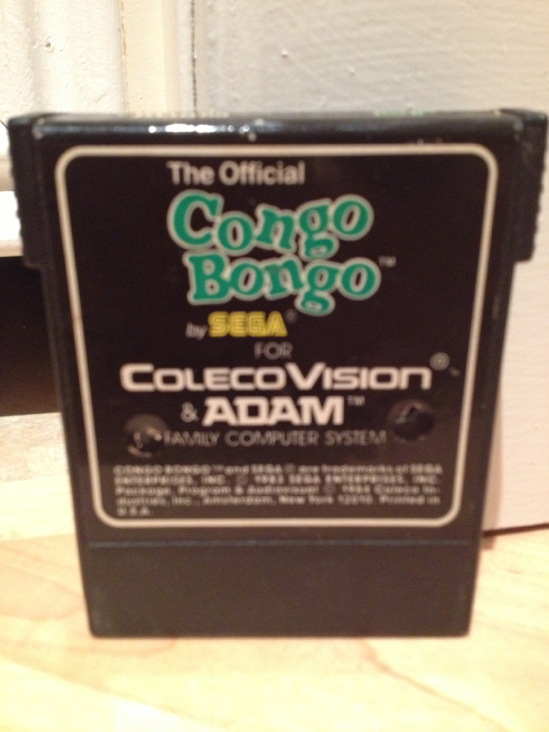 The Official
Congo
Bongo™
by SEGA®
FOR
COLECOVISION®
& ADAM™
FAMILY COMPUTER SYSTEM
CONGO BONGO™ and SEGA® are trademarks of SEGA
ENTERPRISES, INC. © 1983 SEGA ENTERPRISES, INC.
Package, Program & Audiovisual © 1984 Coleco In-
dustries, Inc., Amsterdam, New York 12010. Printed in
U.S.A.